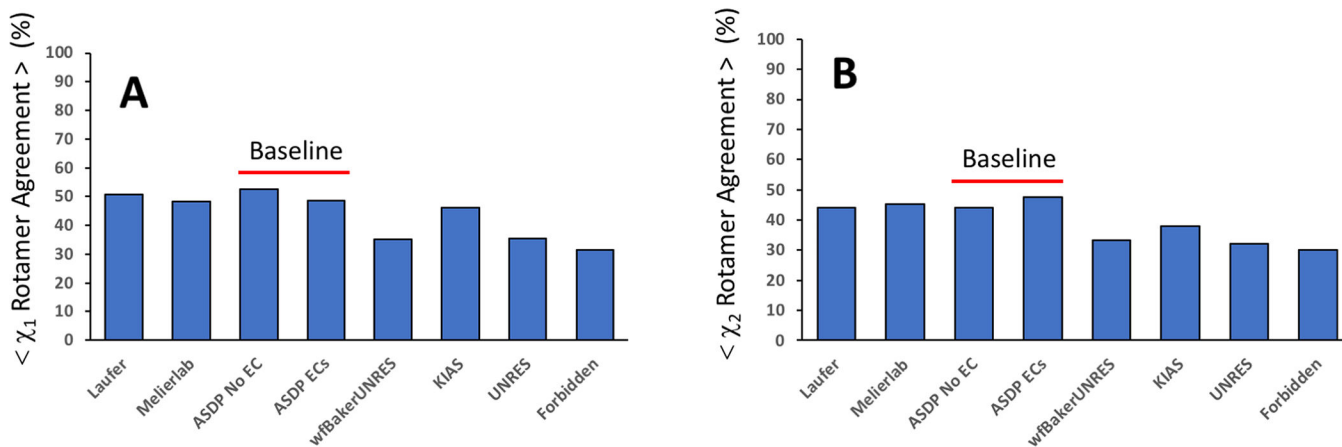 A
Baseline
< χ₁ Rotamer Agreement > (%)
100
90
80
70
60
50
40
30
20
10
0
Laufer
Melierlab
ASDP No EC
ASDP ECs
wfBakerUNRES
KIAS
UNRES
Forbidden
B
Baseline
< χ₂ Rotamer Agreement > (%)
100
90
80
70
60
50
40
30
20
10
0
Laufer
Melierlab
ASDP No EC
ASDP ECs
wfBakerUNRES
KIAS
UNRES
Forbidden